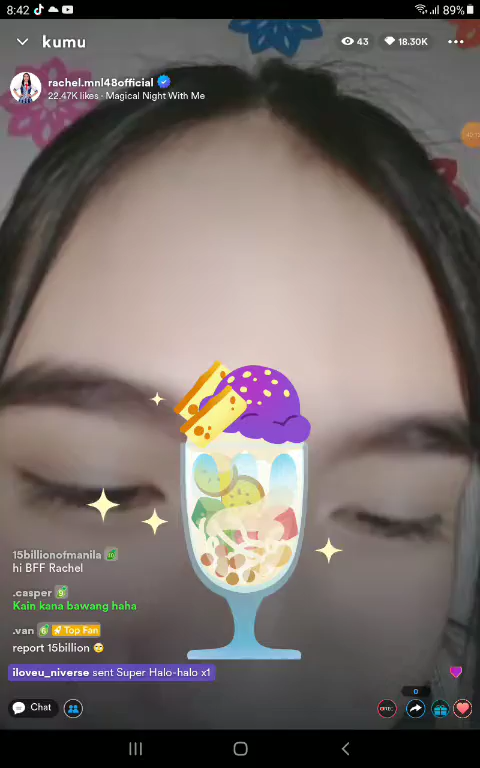 8:42
89%
kumu
43
18.30K
rachel.mnl48official
22.47K likes · Magical Night With Me
15billionofmanila
hi BFF Rachel
.casper 9
Kain kana bawang haha
.van 6 Top Fan
report 15billion
iloveu_niverse sent Super Halo-halo x1
0
Chat